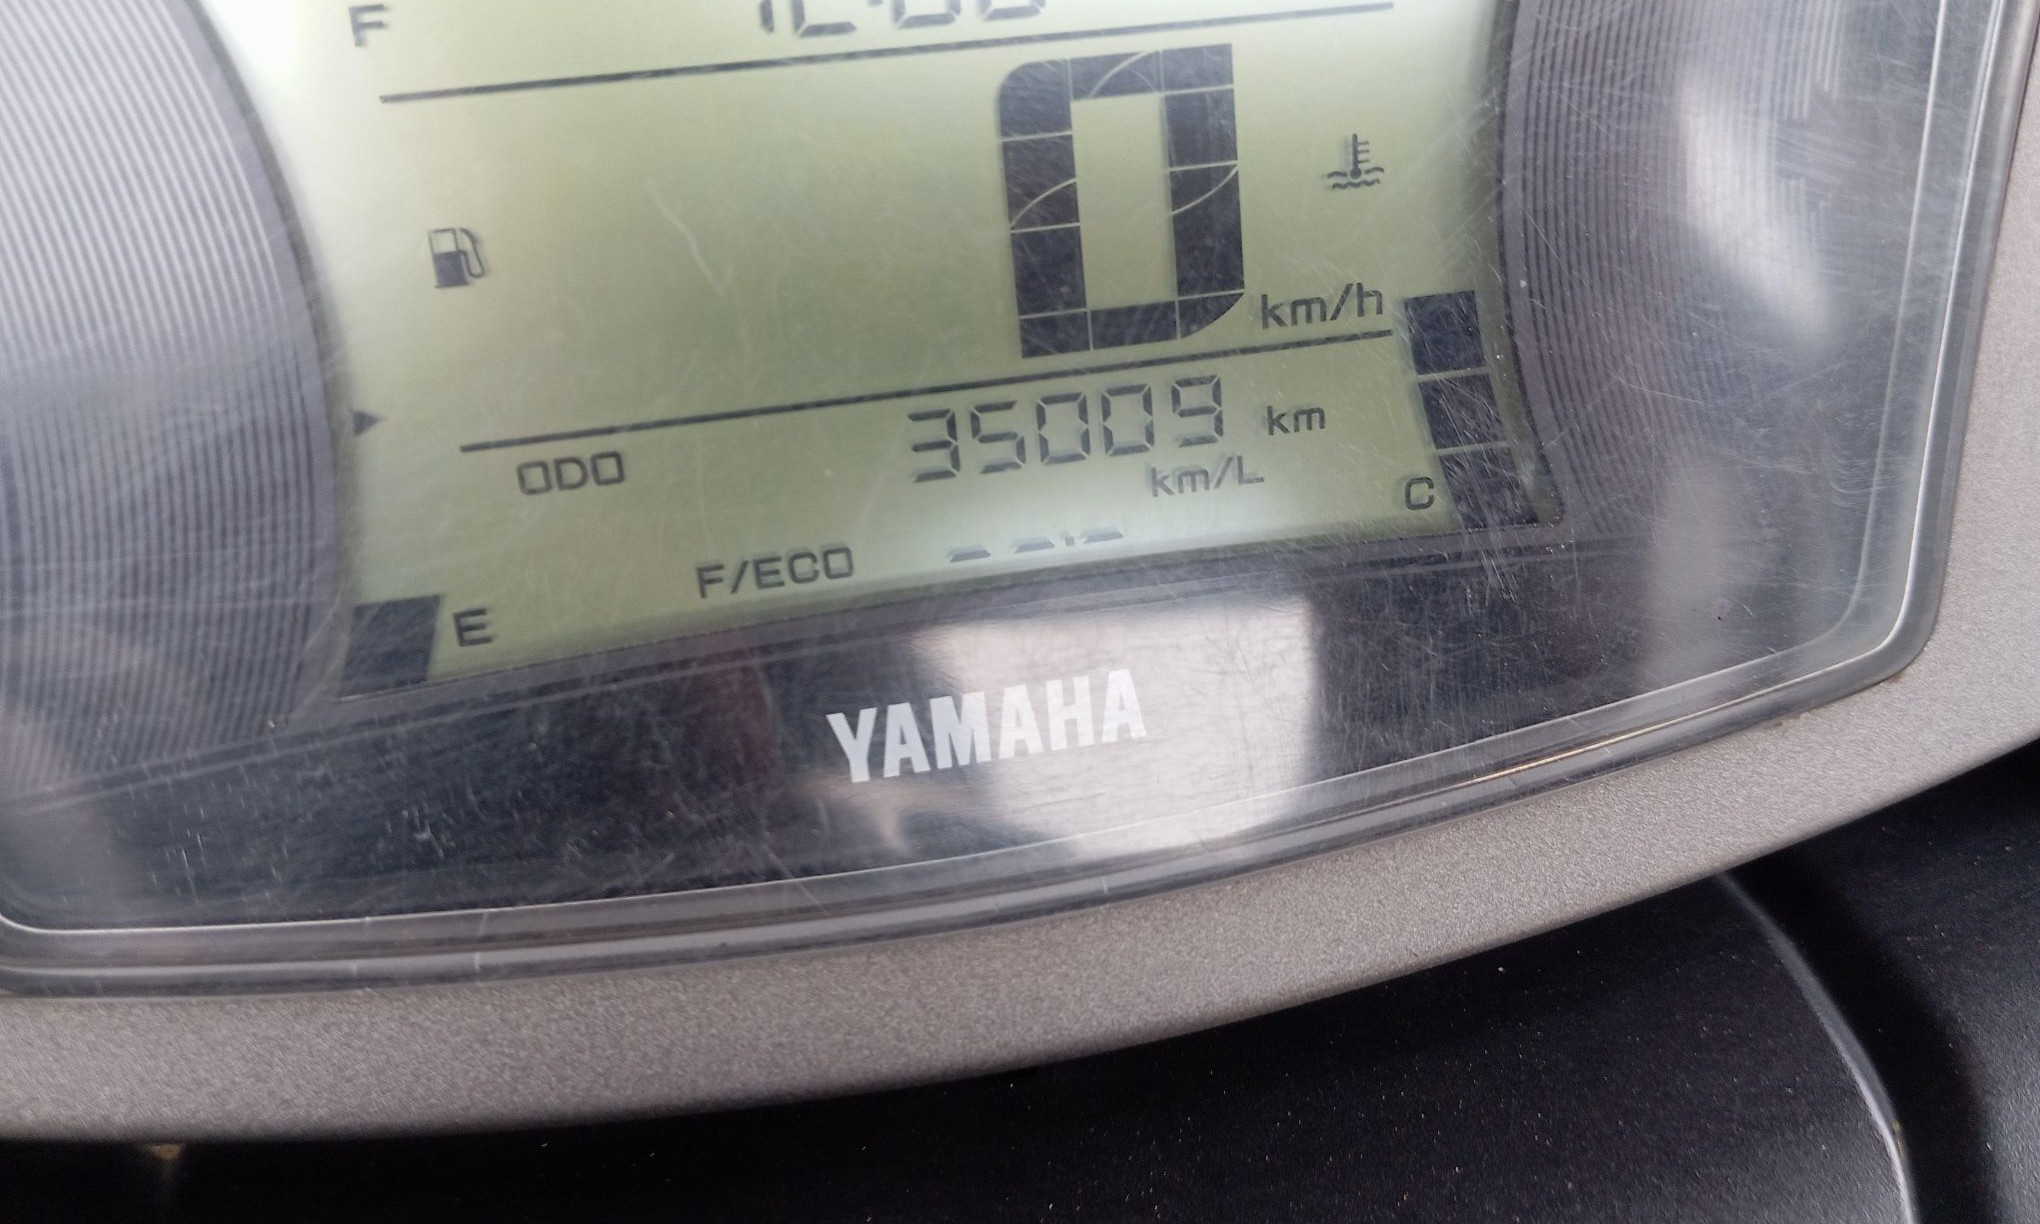 F
0 km/h
ODO 35009 km
km/L
C
F/ECO --.-
E
YAMAHA